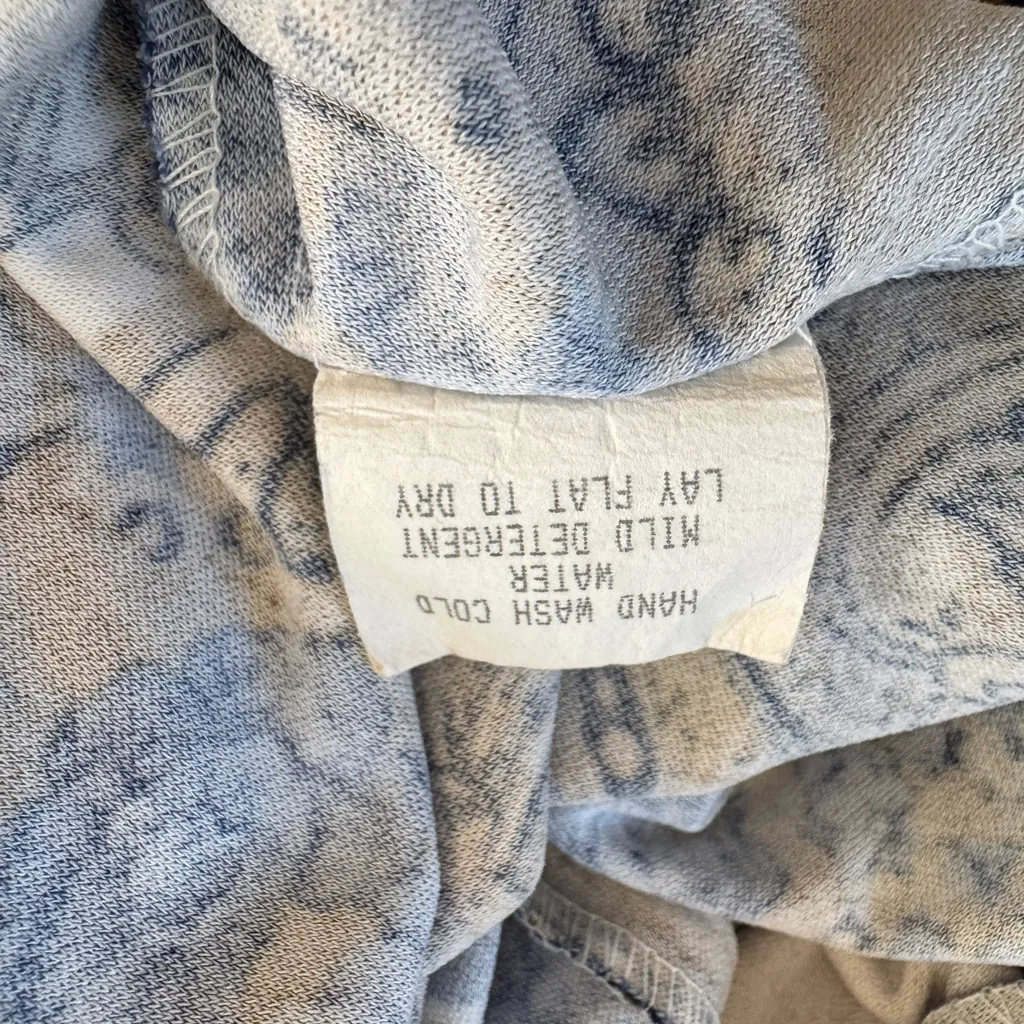 HAND WASH COLD
WATER
MILD DETERGENT
LAY FLAT TO DRY